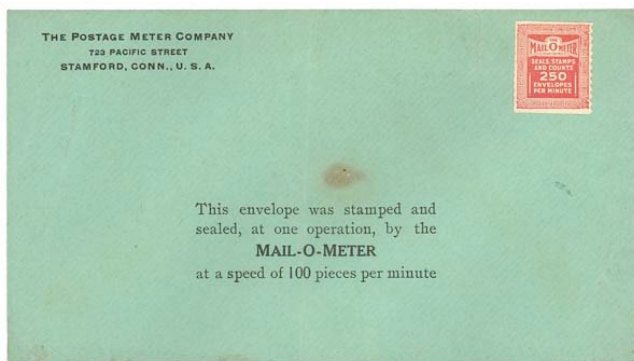 THE POSTAGE METER COMPANY
723 PACIFIC STREET
STAMFORD, CONN., U. S. A.
THE
MAIL-O-METER
SEALS, STAMPS
AND COUNTS
250
ENVELOPES
PER MINUTE
This envelope was stamped and
sealed, at one operation, by the
MAIL-O-METER
at a speed of 100 pieces per minute